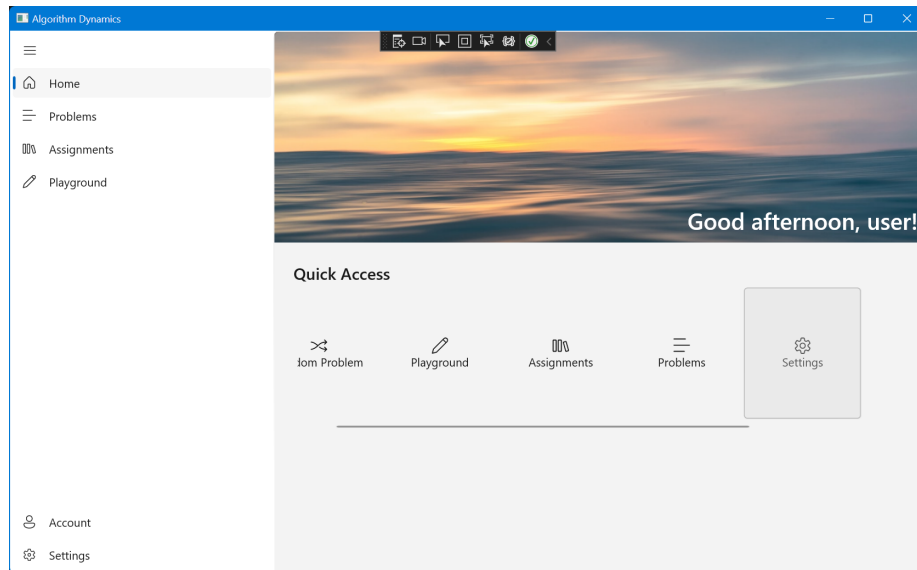 Algorithm Dynamics
Home
Problems
Assignments
Playground
Good afternoon, user!
Quick Access
dom Problem
Playground
Assignments
Problems
Settings
Account
Settings